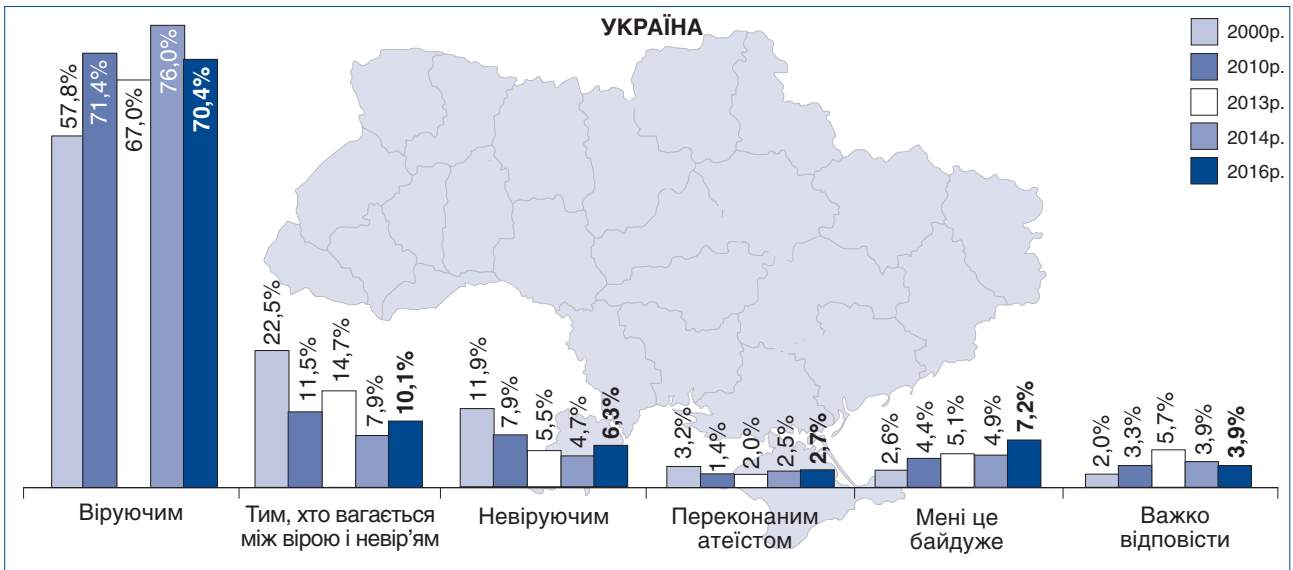 УКРАЇНА
2000р.
2010р.
2013р.
2014р.
2016р.
57,8%
71,4%
67,0%
76,0%
70,4%
22,5%
11,5%
14,7%
7,9%
10,1%
11,9%
7,9%
5,5%
4,7%
6,3%
3,2%
1,4%
2,0%
2,5%
2,7%
2,6%
4,4%
5,1%
4,9%
7,2%
2,0%
3,3%
5,7%
3,9%
3,9%
Віруючим
Тим, хто вагається
між вірою і невір’ям
Невіруючим
Переконаним
атеїстом
Мені це
байдуже
Важко
відповісти